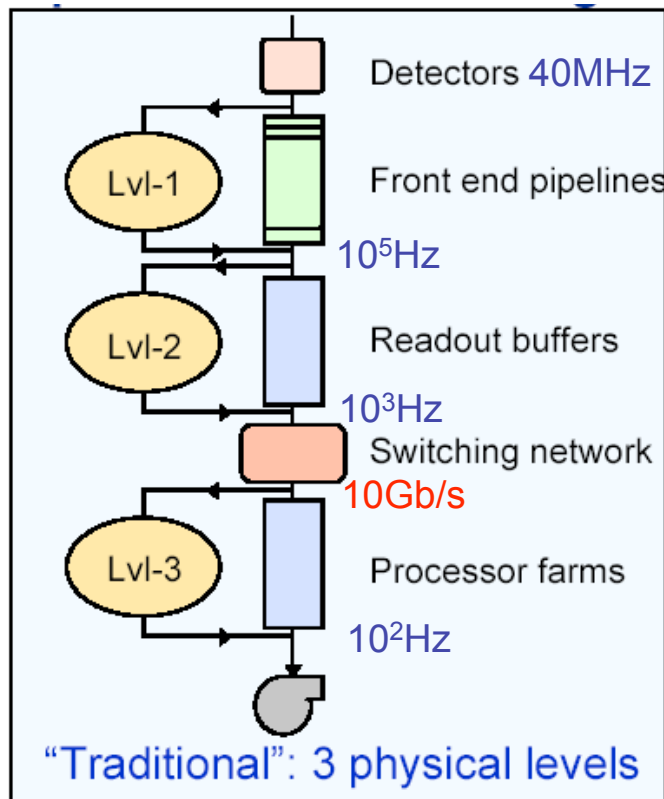 Detectors 40MHz
Lvl-1
Front end pipelines
10⁵Hz
Lvl-2
Readout buffers
10³Hz
Switching network
10Gb/s
Lvl-3
Processor farms
10²Hz
“Traditional”: 3 physical levels